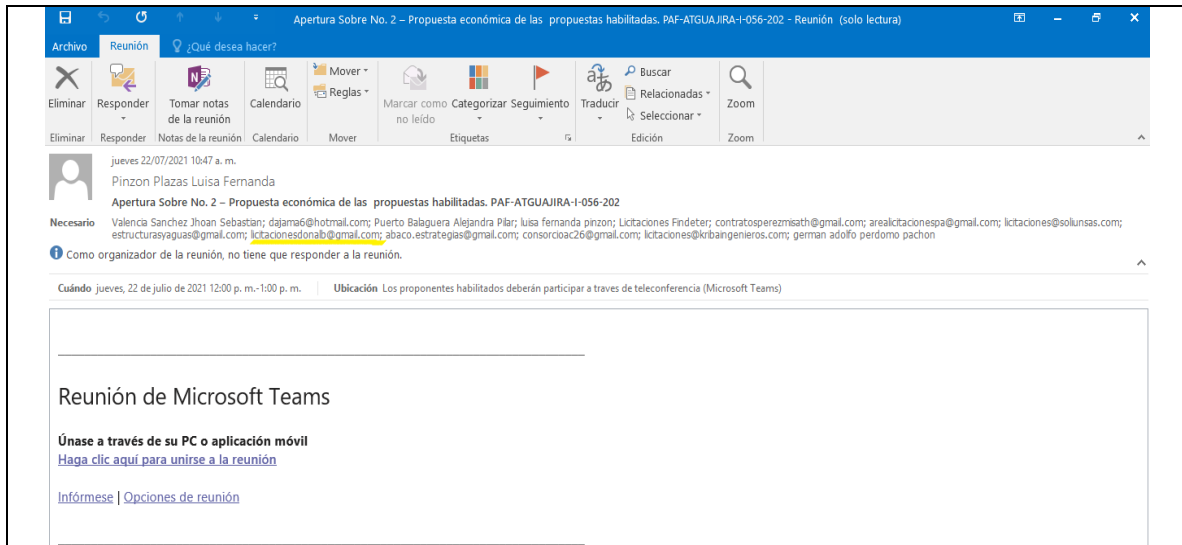 Apertura Sobre No. 2 – Propuesta económica de las propuestas habilitadas. PAF-ATGUAJIRA-I-056-202 - Reunión (solo lectura)
Archivo Reunión ¿Qué desea hacer?
Eliminar Responder Tomar notas de la reunión Calendario Mover Reglas Marcar como no leído Categorizar Seguimiento Traducir Buscar Relacionadas Seleccionar Zoom
Eliminar Responder Notas de la reunión Calendario Mover Etiquetas Edición Zoom
jueves 22/07/2021 10:47 a. m.
Pinzon Plazas Luisa Fernanda
Apertura Sobre No. 2 – Propuesta económica de las propuestas habilitadas. PAF-ATGUAJIRA-I-056-202
Necesario Valencia Sanchez Jhoan Sebastian; dajama6@hotmail.com; Puerto Balaguera Alejandra Pilar; luisa fernanda pinzon; Licitaciones Findeter; contratosperezmisath@gmail.com; arealicitacionespa@gmail.com; licitaciones@soliunsas.com;
estructurasyaguas@gmail.com; licitacionesdonab@gmail.com; abaco.estrategias@gmail.com; consorcioac26@gmail.com; licitaciones@kribaingenieros.com; german adolfo perdomo pachon
Como organizador de la reunión, no tiene que responder a la reunión.
Cuándo jueves, 22 de julio de 2021 12:00 p. m.-1:00 p. m. Ubicación Los proponentes habilitados deberán participar a traves de teleconferencia (Microsoft Teams)
Reunión de Microsoft Teams
Únase a través de su PC o aplicación móvil
Haga clic aquí para unirse a la reunión
Infórmese | Opciones de reunión